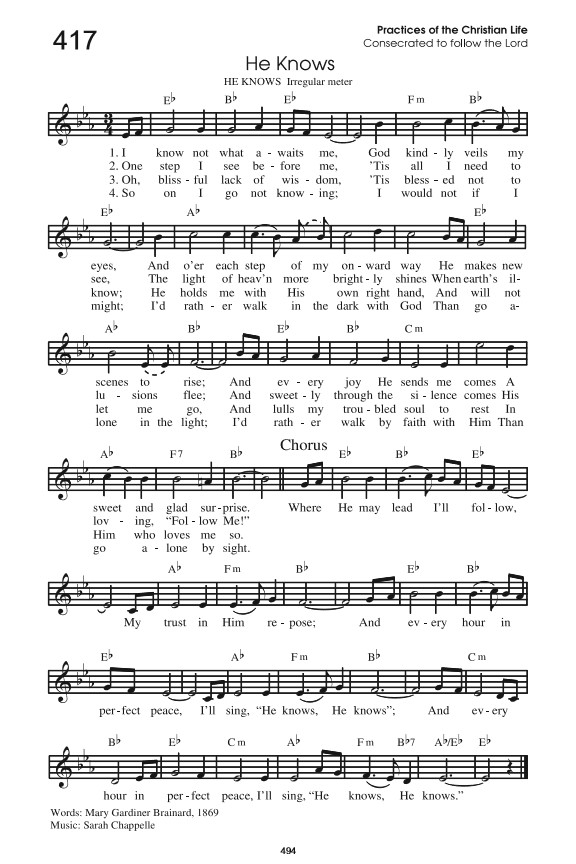 417
Practices of the Christian Life
Consecrated to follow the Lord
He Knows
HE KNOWS Irregular meter
E♭ B♭ E♭ Fm B♭
1. I know not what a - waits me, God kind - ly veils my
2. One step I see be - fore me, 'Tis all I need to
3. Oh, bliss - ful lack of wis - dom, 'Tis bless - ed not to
4. So on I go not know - ing; I would not if I
E♭ A♭ E♭
eyes, And o'er each step of my on - ward way He makes new
see, The light of heav'n more bright - ly shines When earth's il-
know; He holds me with His own right hand, And will not
might; I'd rath - er walk in the dark with God Than go a-
A♭ B♭ E♭ A♭ B♭ Cm
scenes to rise; And ev - ery joy He sends me comes A
lu - sions flee; And sweet - ly through the si - lence comes His
let me go, And lulls my trou - bled soul to rest In
lone in the light; I'd rath - er walk by faith with Him Than
Chorus
A♭ F7 B♭ E♭ B♭ E♭
sweet and glad sur - prise. Where He may lead I'll fol - low,
lov - ing, “Fol - low Me!”
Him who loves me so.
go a - lone by sight.
A♭ Fm B♭ E♭ B♭
My trust in Him re - pose; And ev - ery hour in
E♭ A♭ Fm B♭ Cm
per - fect peace, I'll sing, “He knows, He knows”; And ev - ery
B♭ E♭ Cm A♭ Fm B♭7 A♭/E♭ E♭
hour in per - fect peace, I'll sing, “He knows, He knows.”
Words: Mary Gardiner Brainard, 1869
Music: Sarah Chappelle
494